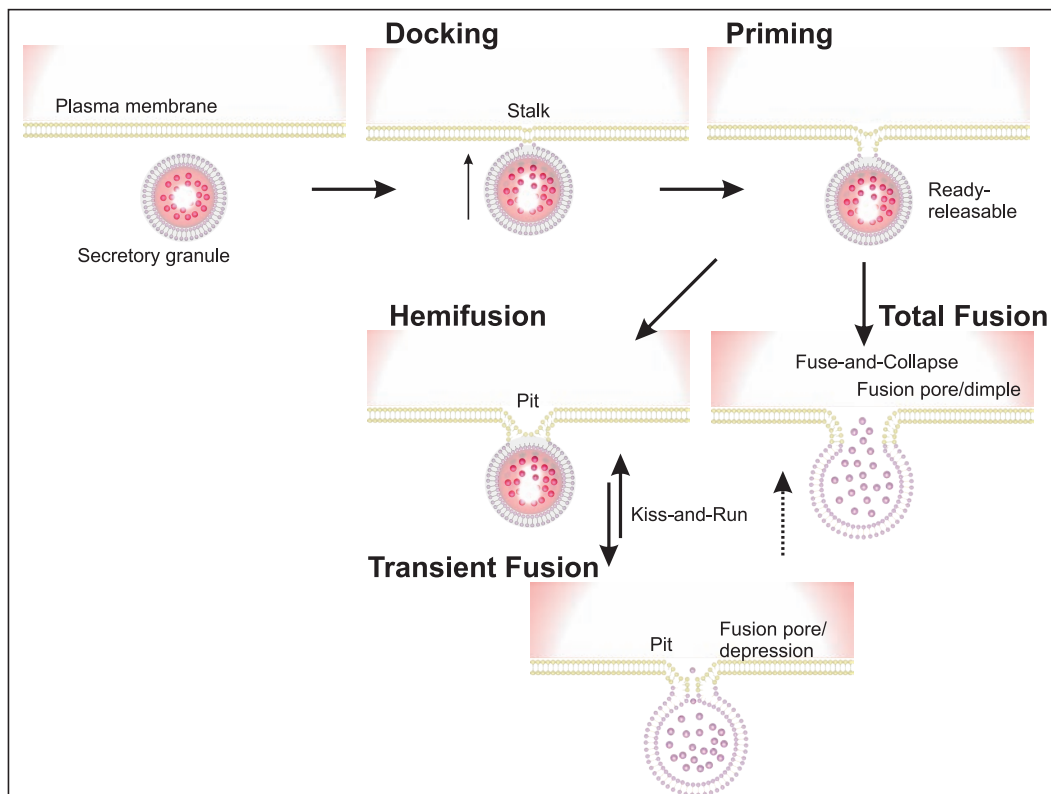 Docking
Priming
Plasma membrane
Stalk
Secretory granule
Ready-
releasable
Hemifusion
Total Fusion
Fuse-and-Collapse
Fusion pore/dimple
Pit
Kiss-and-Run
Transient Fusion
Pit
Fusion pore/
depression